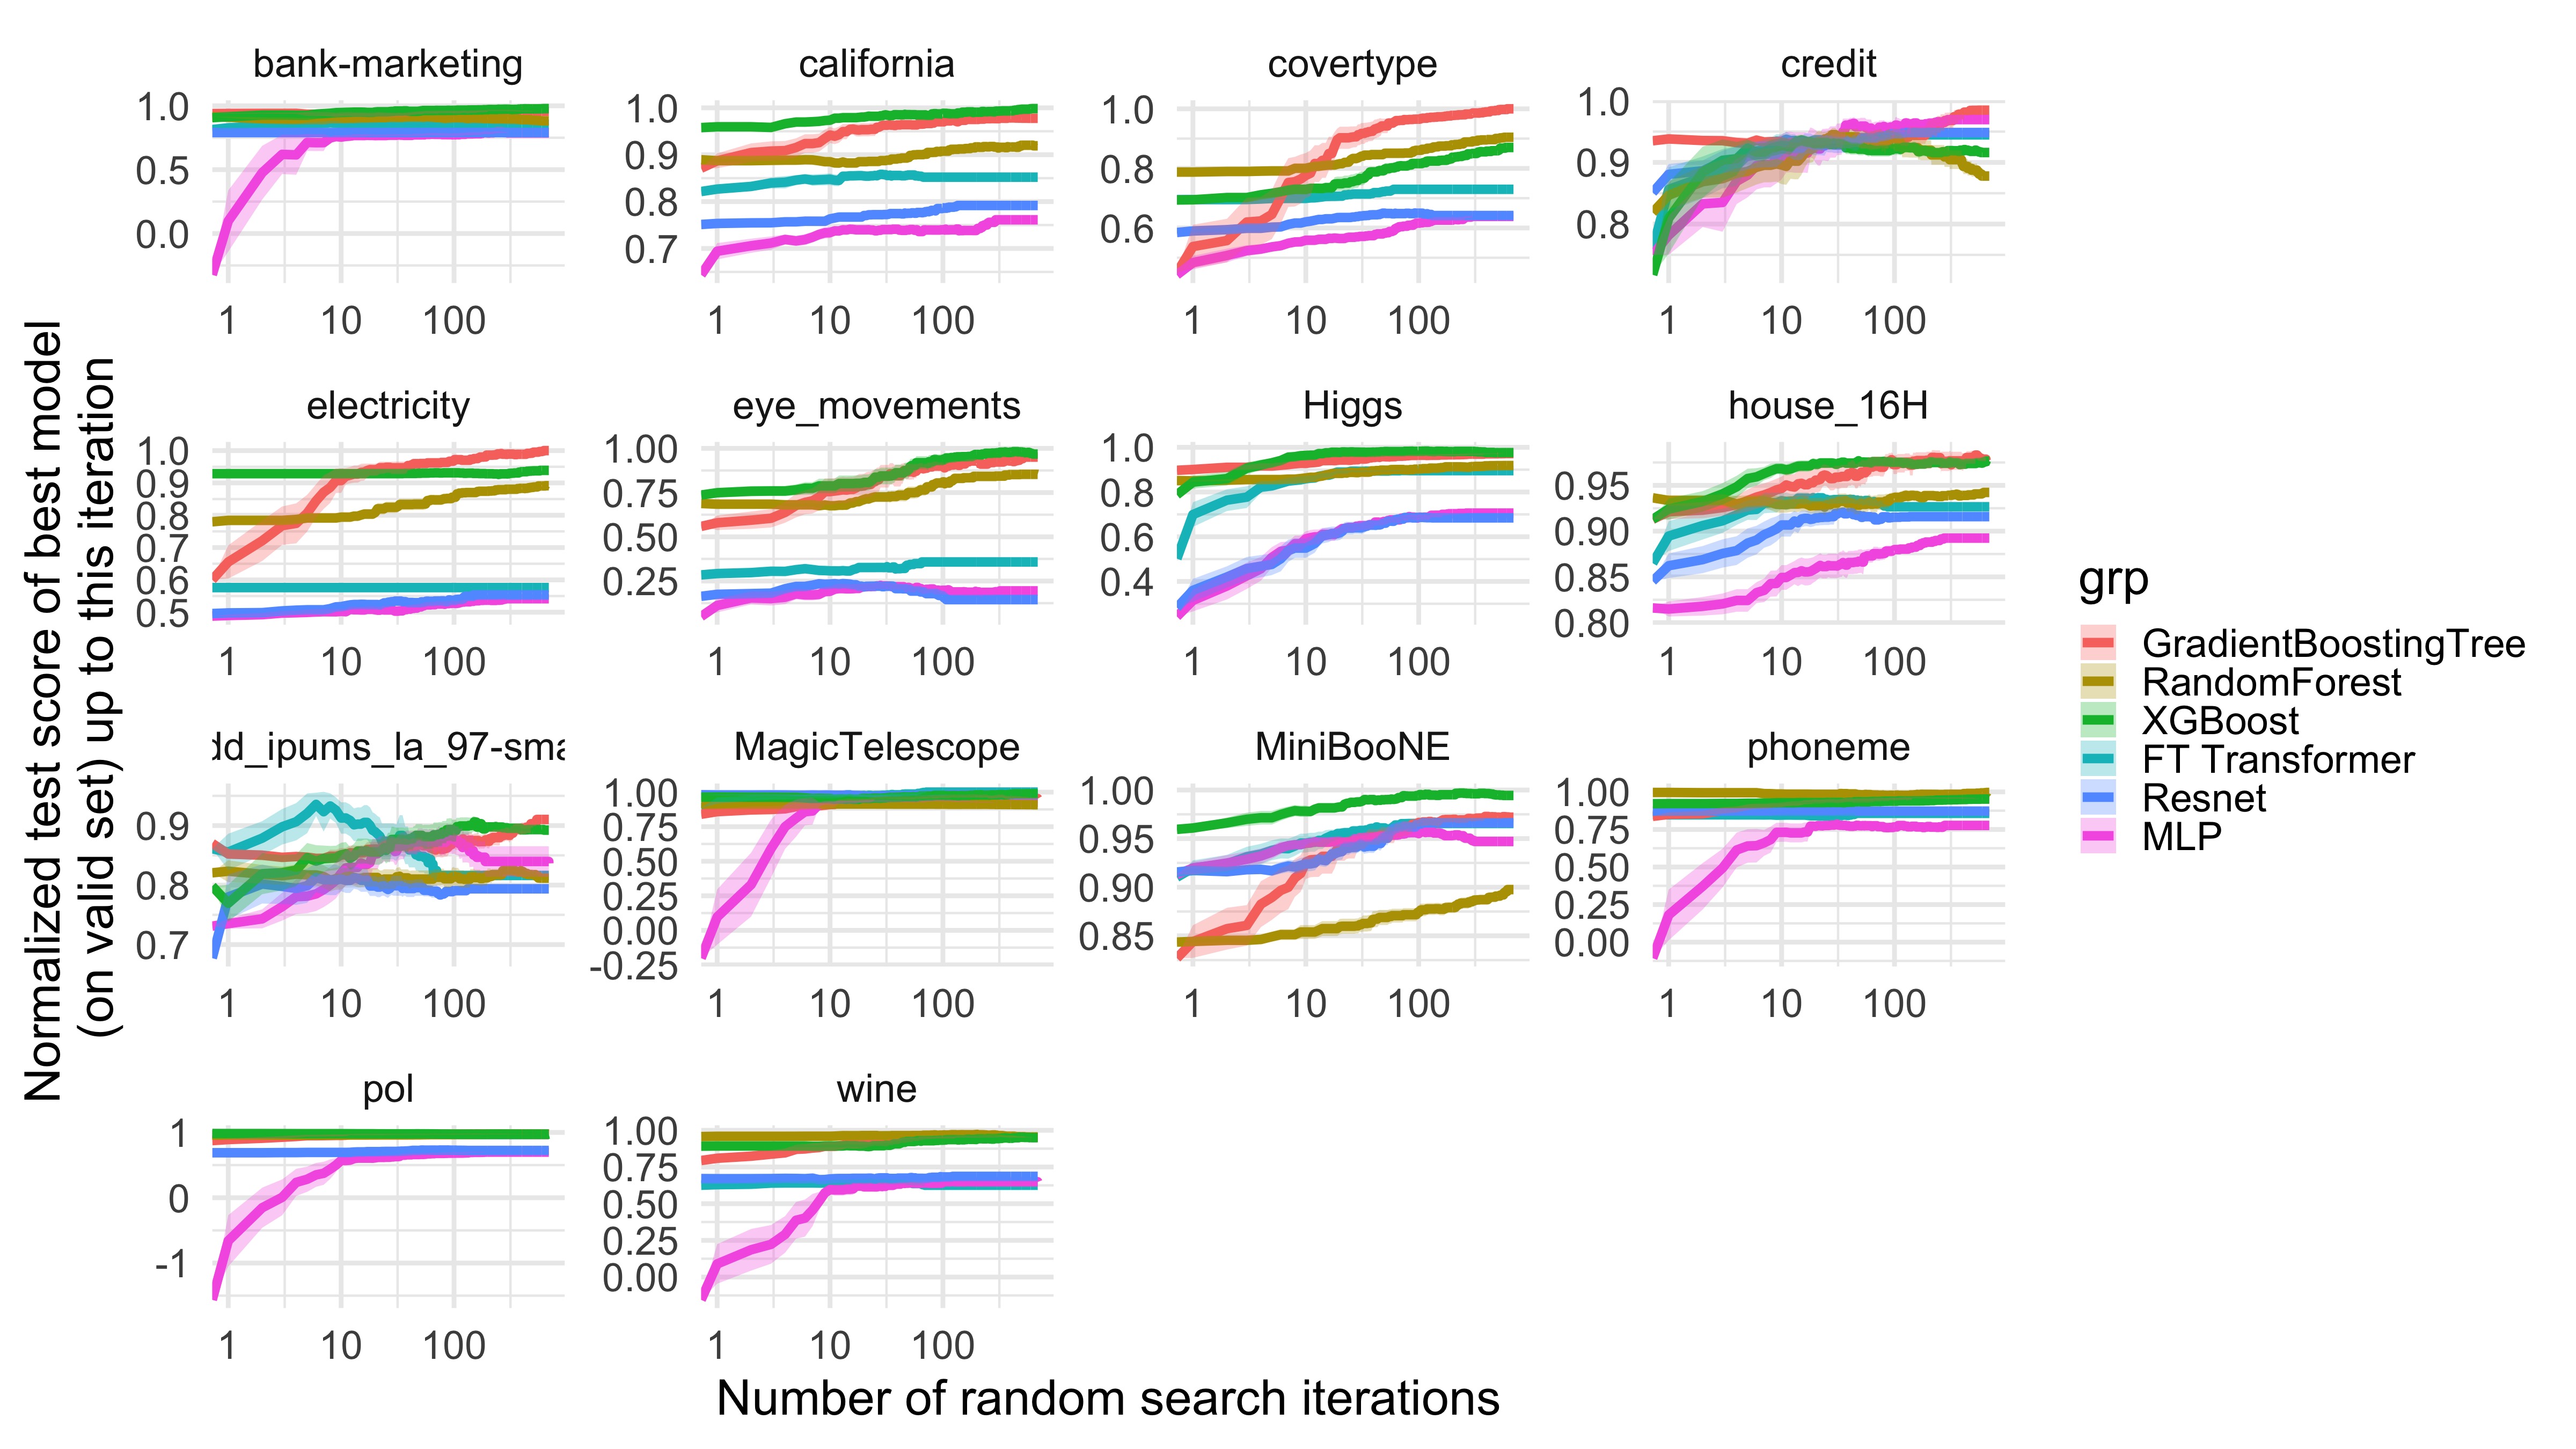 bank-marketing
california
covertype
credit
1.0
0.5
0.0
1.0
0.9
0.8
0.7
1.0
0.8
0.6
1.0
0.9
0.8
1 10 100
1 10 100
1 10 100
1 10 100
electricity
eye_movements
Higgs
house_16H
1.0
0.9
0.8
0.7
0.6
0.5
1.00
0.75
0.50
0.25
1.0
0.8
0.6
0.4
0.95
0.90
0.85
0.80
1 10 100
1 10 100
1 10 100
1 10 100
dd_ipums_la_97-sma
MagicTelescope
MiniBooNE
phoneme
0.9
0.8
0.7
1.00
0.75
0.50
0.25
0.00
-0.25
1.00
0.95
0.90
0.85
1.00
0.75
0.50
0.25
0.00
1 10 100
1 10 100
1 10 100
1 10 100
pol
wine
1
0
-1
1.00
0.75
0.50
0.25
0.00
1 10 100
1 10 100
Number of random search iterations
Normalized test score of best model
(on valid set) up to this iteration
grp
GradientBoostingTree
RandomForest
XGBoost
FT Transformer
Resnet
MLP